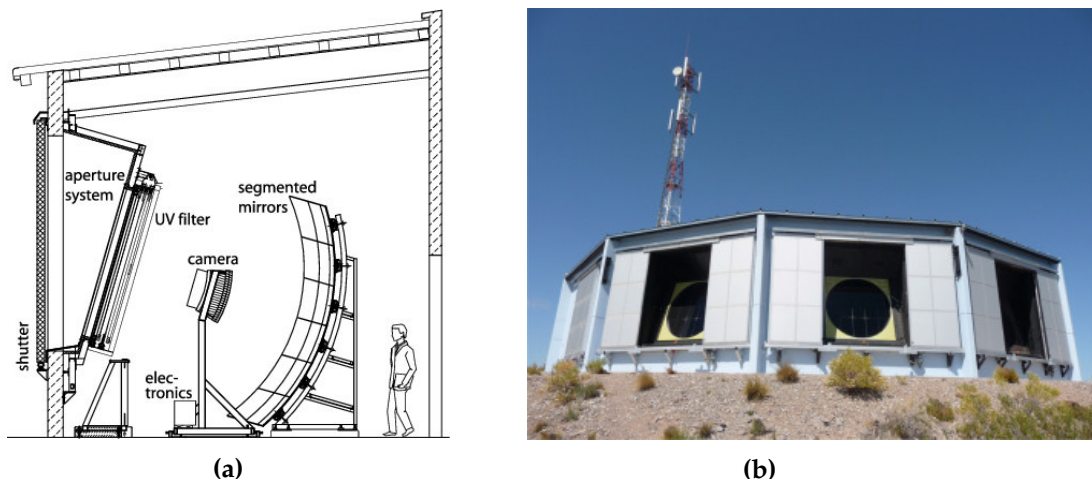 aperture
system
UV filter
segmented
mirrors
camera
shutter
elec-
tronics
(a)
(b)